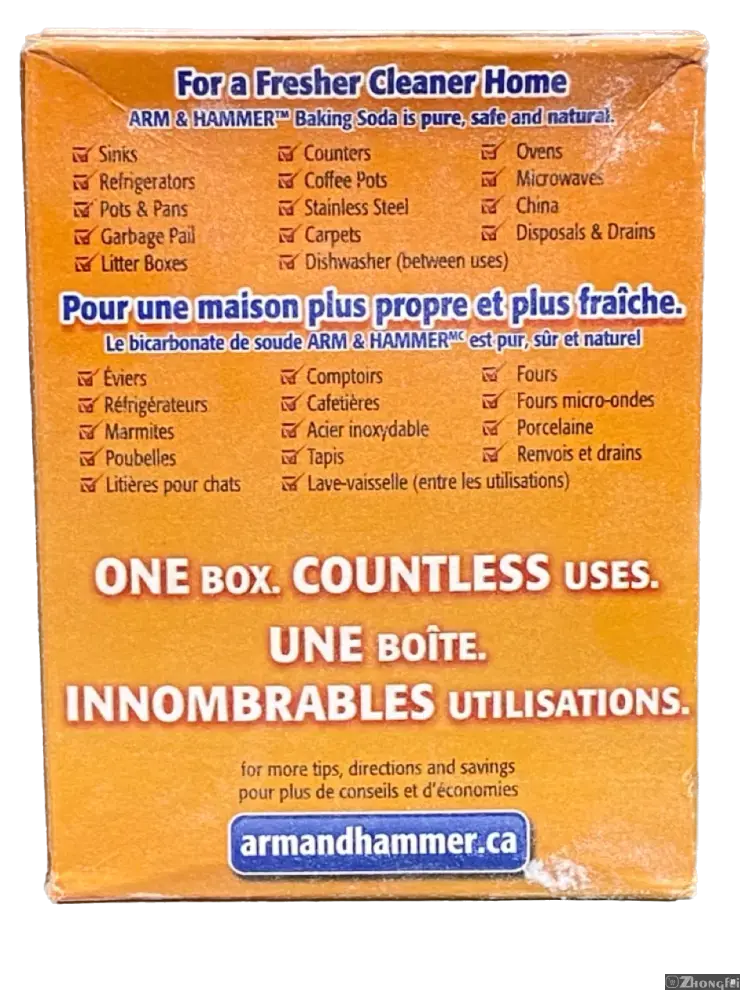 For a Fresher Cleaner Home
ARM & HAMMER™ Baking Soda is pure, safe and natural.
Sinks Counters Ovens
Refrigerators Coffee Pots Microwaves
Pots & Pans Stainless Steel China
Garbage Pail Carpets Disposals & Drains
Litter Boxes Dishwasher (between uses)
Pour une maison plus propre et plus fraîche.
Le bicarbonate de soude ARM & HAMMERᴹᶜ est pur, sûr et naturel
Éviers Comptoirs Fours
Réfrigérateurs Cafetières Fours micro-ondes
Marmites Acier inoxydable Porcelaine
Poubelles Tapis Renvois et drains
Litières pour chats Lave-vaisselle (entre les utilisations)
ONE BOX. COUNTLESS USES.
UNE BOÎTE.
INNOMBRABLES UTILISATIONS.
for more tips, directions and savings
pour plus de conseils et d'économies
armandhammer.ca
ZHONGFEI